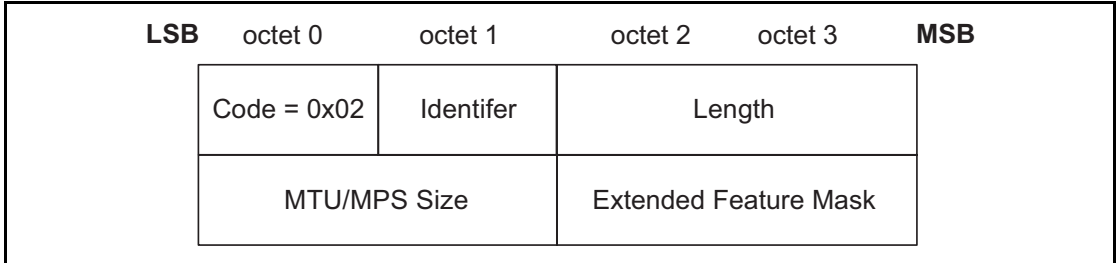 LSB octet 0 octet 1 octet 2 octet 3 MSB
Code = 0x02 Identifer Length
MTU/MPS Size Extended Feature Mask